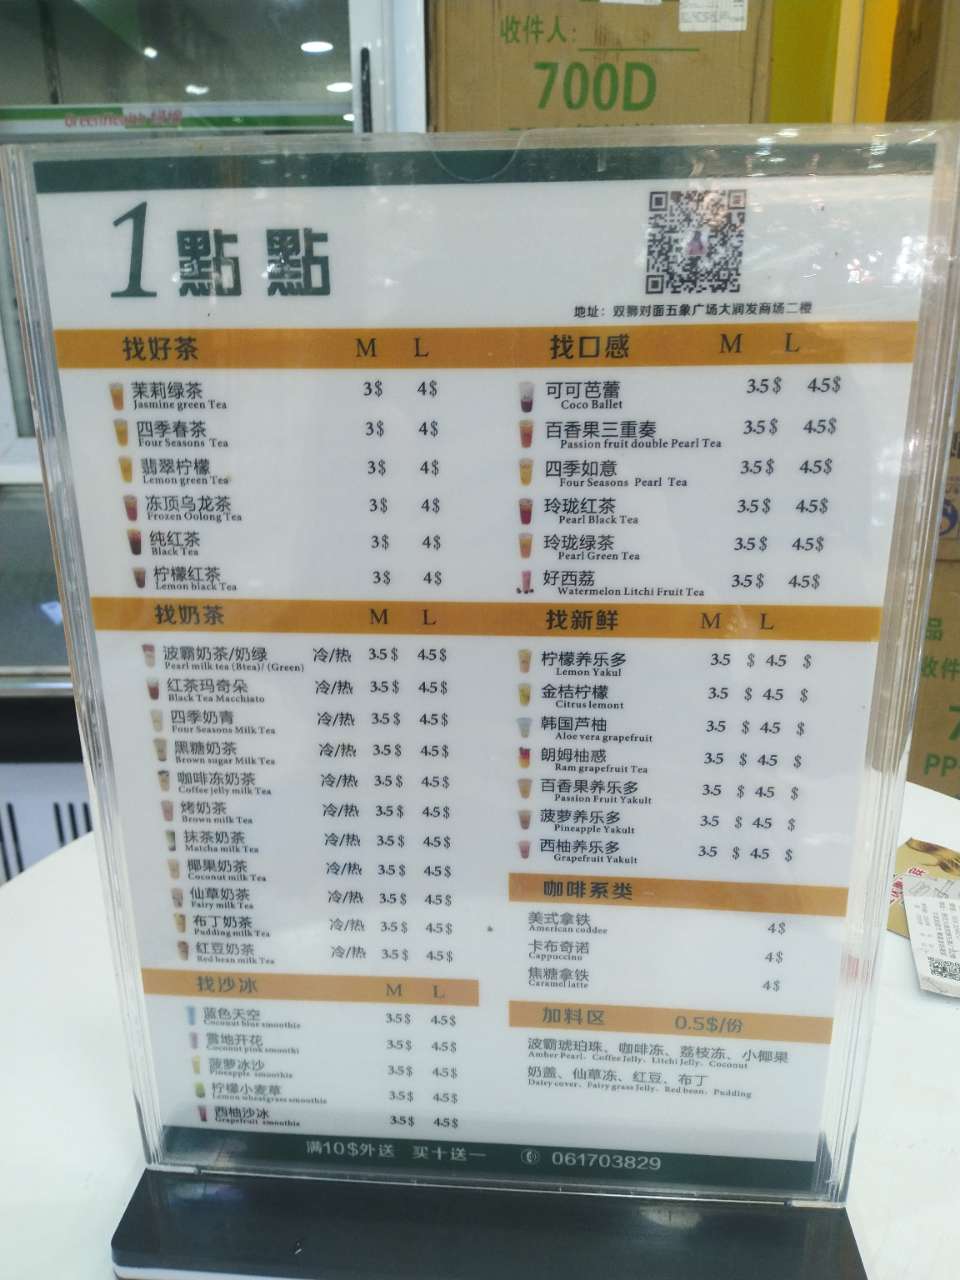 收件人:
700D
1點點
地址：双狮对面五象广场大润发商场二楼
找好茶 M L
茉莉绿茶 3$ 4$
Jasmine green Tea
四季春茶 3$ 4$
Four Seasons Tea
翡翠柠檬 3$ 4$
Lemon green Tea
冻顶乌龙茶 3$ 4$
Frozen Oolong Tea
纯红茶 3$ 4$
Black Tea
柠檬红茶 3$ 4$
Lemon black Tea
找奶茶 M L
波霸奶茶/奶绿 冷/热 3.5$ 4.5$
Pearl milk tea (Btea)/ (Green)
红茶玛奇朵 冷/热 3.5$ 4.5$
Black Tea Macchiato
四季奶青 冷/热 3.5$ 4.5$
Four Seasons Milk Tea
黑糖奶茶 冷/热 3.5$ 4.5$
Brown sugar Milk Tea
咖啡冻奶茶 冷/热 3.5$ 4.5$
Coffee jelly milk Tea
烤奶茶 冷/热 3.5$ 4.5$
Brown milk Tea
抹茶奶茶 冷/热 3.5$ 4.5$
Matcha milk Tea
椰果奶茶 冷/热 3.5$ 4.5$
Coconut milk Tea
仙草奶茶 冷/热 3.5$ 4.5$
Fairy milk Tea
布丁奶茶 冷/热 3.5$ 4.5$
Pudding milk Tea
红豆奶茶 冷/热 3.5$ 4.5$
Red bean milk Tea
找沙冰 M L
蓝色天空 3.5$ 4.5$
Coconut blue smoothie
赏地开花 3.5$ 4.5$
Coconut pink smoothi
菠萝冰沙 3.5$ 4.5$
Pineapple smoothie
柠檬小麦草 3.5$ 4.5$
Lemon wheatgrass smoothie
西柚沙冰 3.5$ 4.5$
Grapefruit smoothie
找口感 M L
可可芭蕾 3.5$ 4.5$
Coco Ballet
百香果三重奏 3.5$ 4.5$
Passion fruit double Pearl Tea
四季如意 3.5$ 4.5$
Four Seasons Pearl Tea
玲珑红茶 3.5$ 4.5$
Pearl Black Tea
玲珑绿茶 3.5$ 4.5$
Pearl Green Tea
好西荔 3.5$ 4.5$
Watermelon Litchi Fruit Tea
找新鲜 M L
柠檬养乐多 3.5 $ 4.5 $
Lemon Yakul
金桔柠檬 3.5 $ 4.5 $
Citrus lemont
韩国芦柚 3.5 $ 4.5 $
Aloe vera grapefruit
朗姆柚惑 3.5 $ 4.5 $
Ram grapefruit Tea
百香果养乐多 3.5 $ 4.5 $
Passion Fruit Yakult
菠萝养乐多 3.5 $ 4.5 $
Pineapple Yakult
西柚养乐多 3.5 $ 4.5 $
Grapefruit Yakult
咖啡系类
美式拿铁 4$
American coddee
卡布奇诺 4$
Cappuccino
焦糖拿铁 4$
Caramel latte
加料区 0.5$/份
波霸琥珀珠、咖啡冻、荔枝冻、小椰果
Amber Pearl、Coffee Jelly、Litchi Jelly、Coconut
奶盖、仙草冻、红豆、布丁
Dairy cover、Fairy grass Jelly、Red bean、Pudding
满10$外送 买十送一 061703829
品
收件
PP